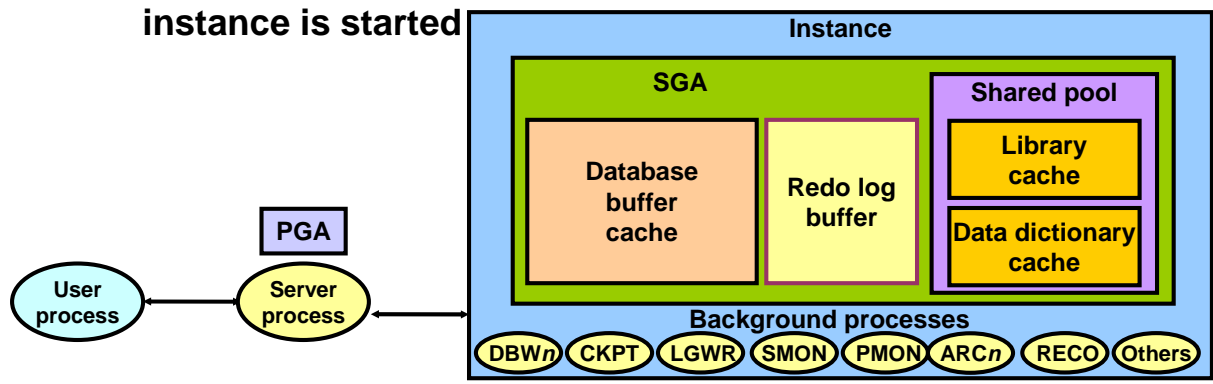 instance is started
Instance
SGA
Shared pool
Library
cache
Database
buffer
cache
Redo log
buffer
Data dictionary
cache
PGA
User
process
Server
process
Background processes
DBWn
CKPT
LGWR
SMON
PMON
ARCn
RECO
Others